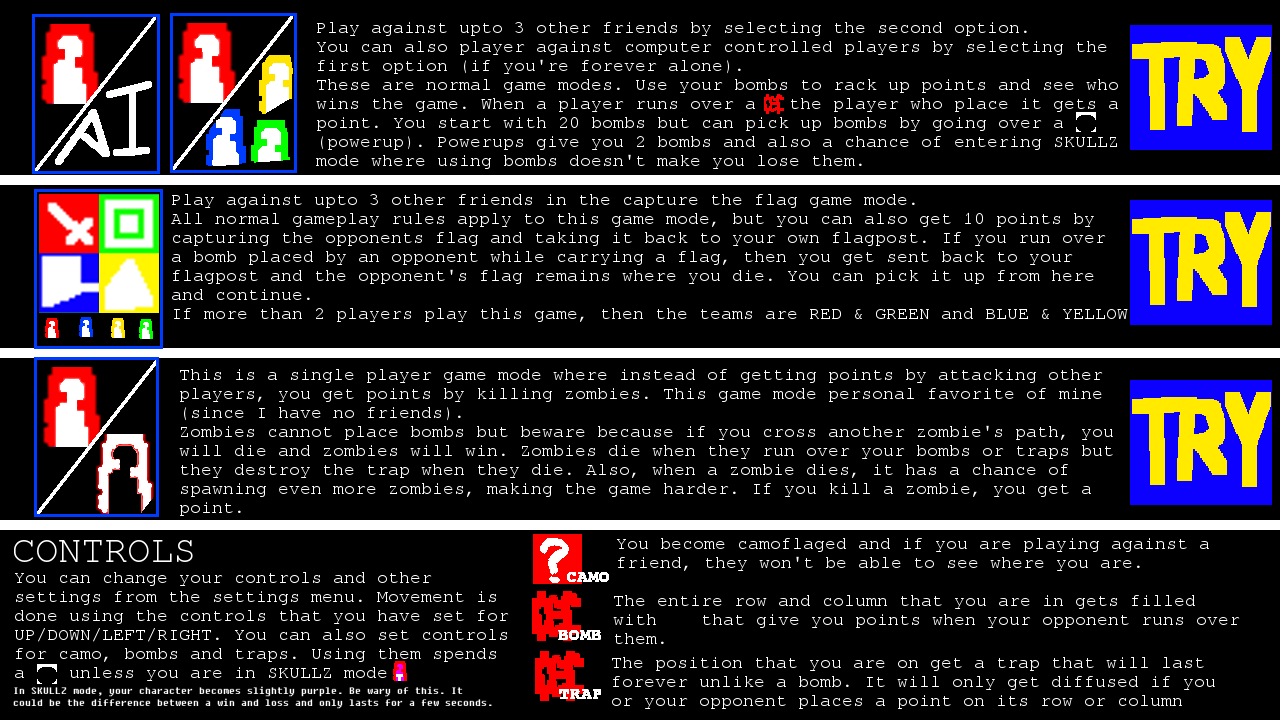 AI
Play against upto 3 other friends by selecting the second option.
You can also player against computer controlled players by selecting the
first option (if you're forever alone).
These are normal game modes. Use your bombs to rack up points and see who
wins the game. When a player runs over a the player who place it gets a
point. You start with 20 bombs but can pick up bombs by going over a
(powerup). Powerups give you 2 bombs and also a chance of entering SKULLZ
mode where using bombs doesn't make you lose them.
TRY
Play against upto 3 other friends in the capture the flag game mode.
All normal gameplay rules apply to this game mode, but you can also get 10 points by
capturing the opponents flag and taking it back to your own flagpost. If you run over
a bomb placed by an opponent while carrying a flag, then you get sent back to your
flagpost and the opponent's flag remains where you die. You can pick it up from here
and continue.
If more than 2 players play this game, then the teams are RED & GREEN and BLUE & YELLOW
TRY
This is a single player game mode where instead of getting points by attacking other
players, you get points by killing zombies. This game mode personal favorite of mine
(since I have no friends).
Zombies cannot place bombs but beware because if you cross another zombie's path, you
will die and zombies will win. Zombies die when they run over your bombs or traps but
they destroy the trap when they die. Also, when a zombie dies, it has a chance of
spawning even more zombies, making the game harder. If you kill a zombie, you get a
point.
TRY
CONTROLS
You can change your controls and other
settings from the settings menu. Movement is
done using the controls that you have set for
UP/DOWN/LEFT/RIGHT. You can also set controls
for camo, bombs and traps. Using them spends
a unless you are in SKULLZ mode
In SKULLZ mode, your character becomes slightly purple. Be wary of this. It
could be the difference between a win and loss and only lasts for a few seconds.
?
CAMO
You become camoflaged and if you are playing against a
friend, they won't be able to see where you are.
BOMB
The entire row and column that you are in gets filled
with that give you points when your opponent runs over
them.
TRAP
The position that you are on get a trap that will last
forever unlike a bomb. It will only get diffused if you
or your opponent places a point on its row or column